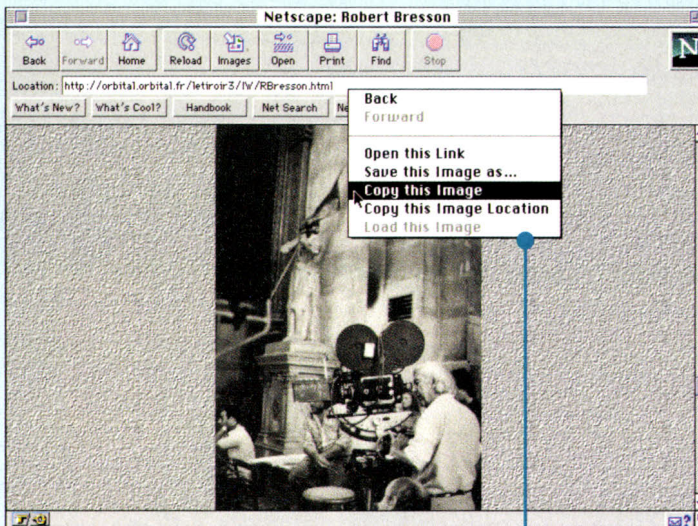 Netscape: Robert Bresson
Back Forward Home Reload Images Open Print Find Stop
N
Location: http://orbital.orbital.fr/letiroir3/IW/RBresson.html
What's New? What's Cool? Handbook Net Search Ne
Back
Forward
Open this Link
Save this Image as...
Copy this Image
Copy this Image Location
Load this Image
?